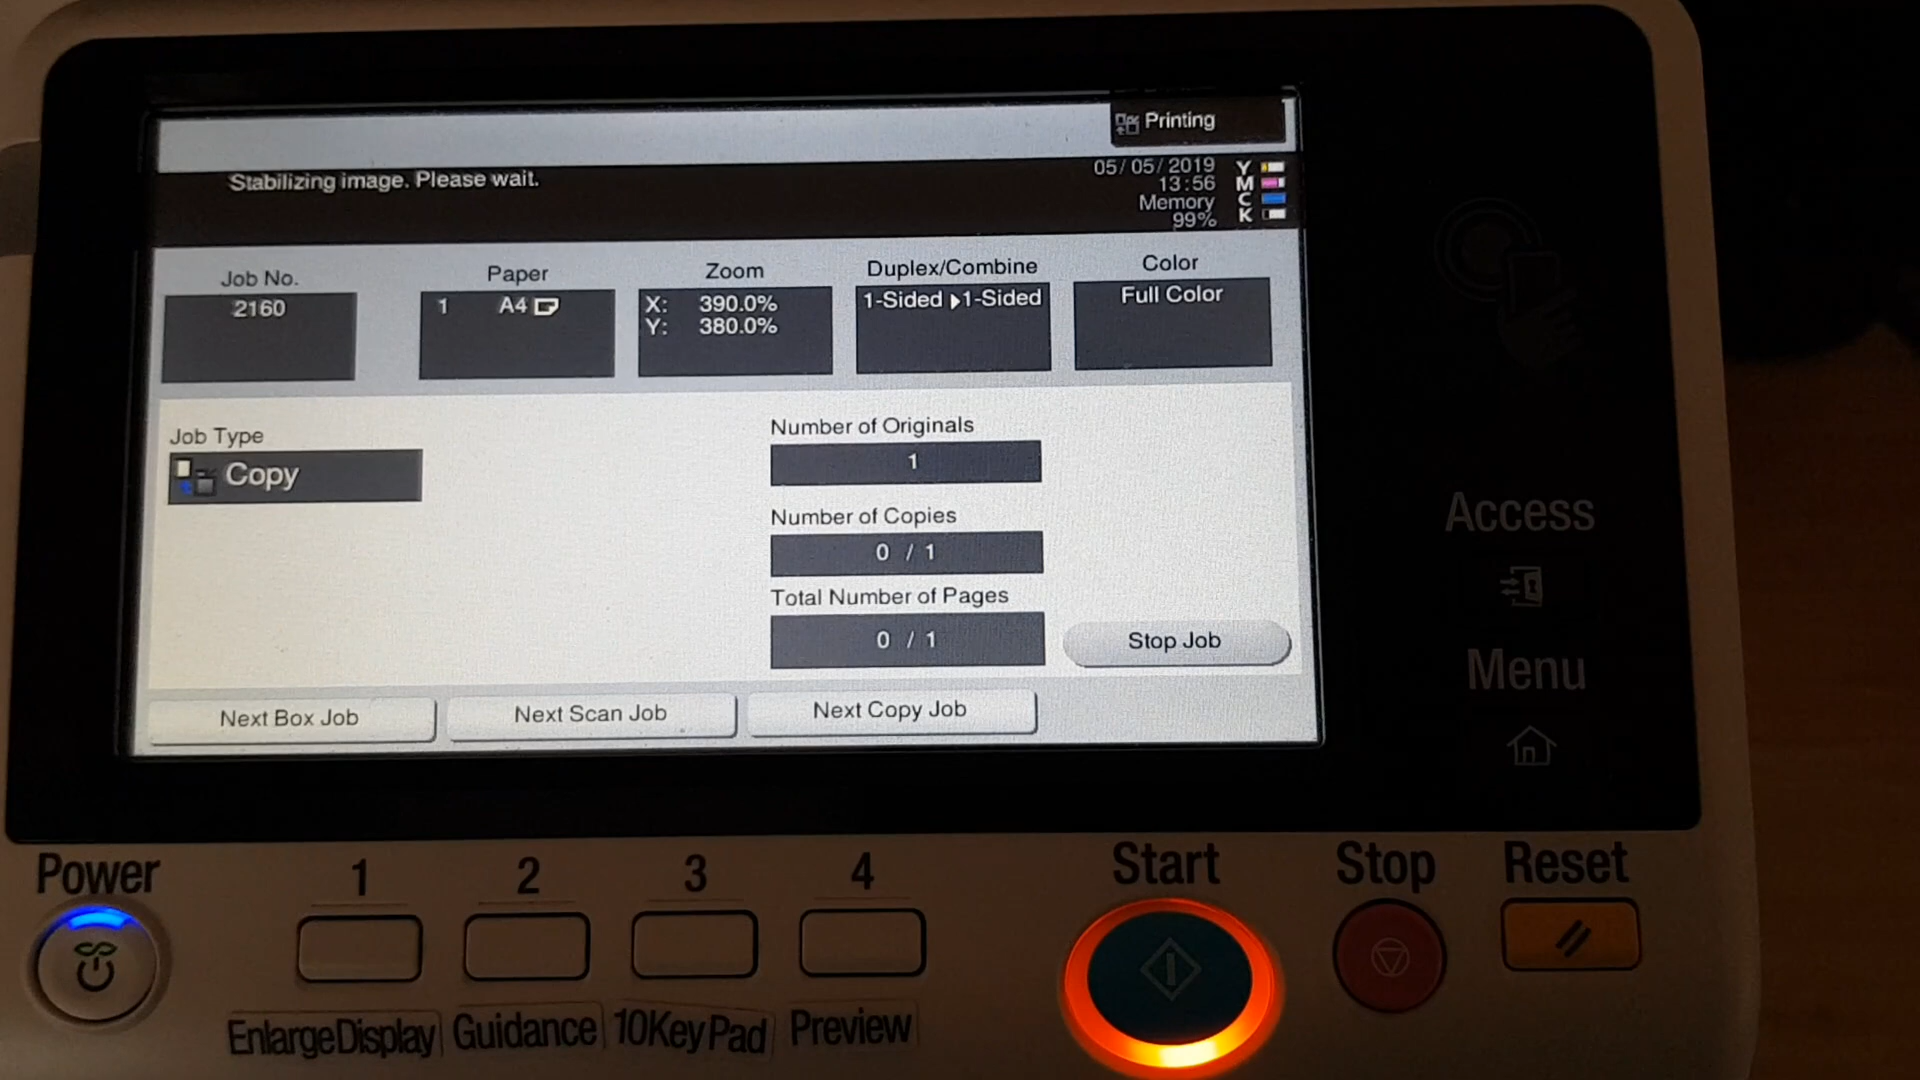 Printing
Stabilizing image. Please wait.
05/05/2019
13:56
Memory
99%
Y
M
C
K
Job No.
2160
Paper
1 A4
Zoom
X: 390.0%
Y: 380.0%
Duplex/Combine
1-Sided ▶1-Sided
Color
Full Color
Job Type
Copy
Number of Originals
1
Number of Copies
0 / 1
Total Number of Pages
0 / 1
Stop Job
Next Box Job
Next Scan Job
Next Copy Job
Access
Menu
Power
1
2
3
4
Start
Stop
Reset
EnlargeDisplay
Guidance
10KeyPad
Preview